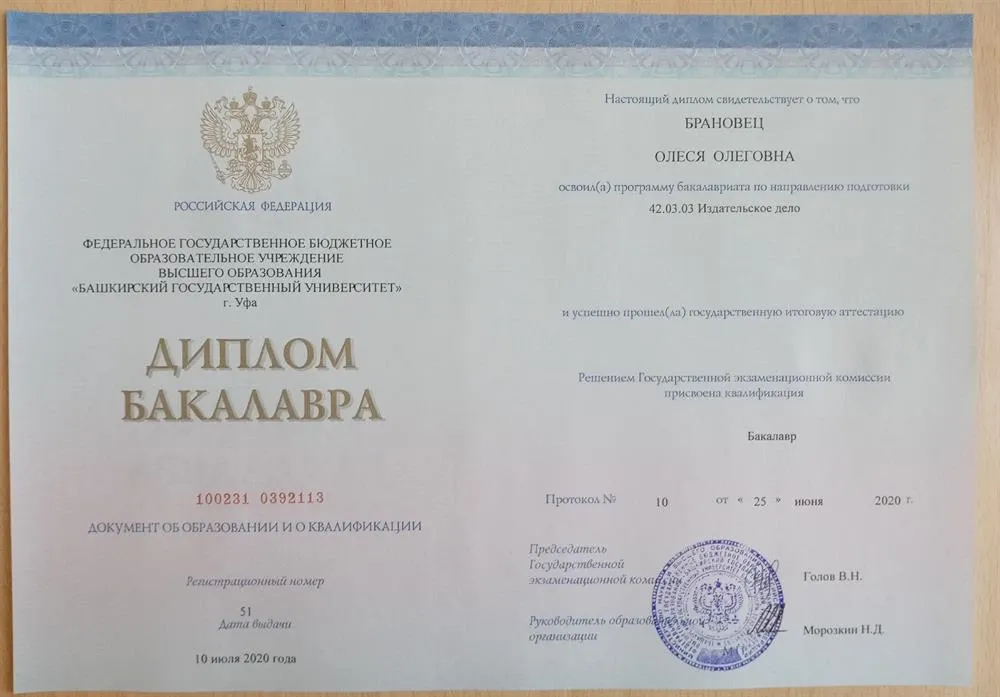 РОССИЙСКАЯ ФЕДЕРАЦИЯ
ФЕДЕРАЛЬНОЕ ГОСУДАРСТВЕННОЕ БЮДЖЕТНОЕ
ОБРАЗОВАТЕЛЬНОЕ УЧРЕЖДЕНИЕ
ВЫСШЕГО ОБРАЗОВАНИЯ
«БАШКИРСКИЙ ГОСУДАРСТВЕННЫЙ УНИВЕРСИТЕТ»
г. Уфа
ДИПЛОМ
БАКАЛАВРА
100231 0392113
ДОКУМЕНТ ОБ ОБРАЗОВАНИИ И О КВАЛИФИКАЦИИ
Регистрационный номер
51
Дата выдачи
10 июля 2020 года
Настоящий диплом свидетельствует о том, что
БРАНОВЕЦ
ОЛЕСЯ ОЛЕГОВНА
освоил(а) программу бакалавриата по направлению подготовки
42.03.03 Издательское дело
и успешно прошел(ла) государственную итоговую аттестацию
Решением Государственной экзаменационной комиссии
присвоена квалификация
Бакалавр
Протокол № 10 от « 25 » июня 2020 г.
Председатель
Государственной
экзаменационной комиссии Голов В.Н.
Руководитель образовательной Морозкин Н.Д.
организации